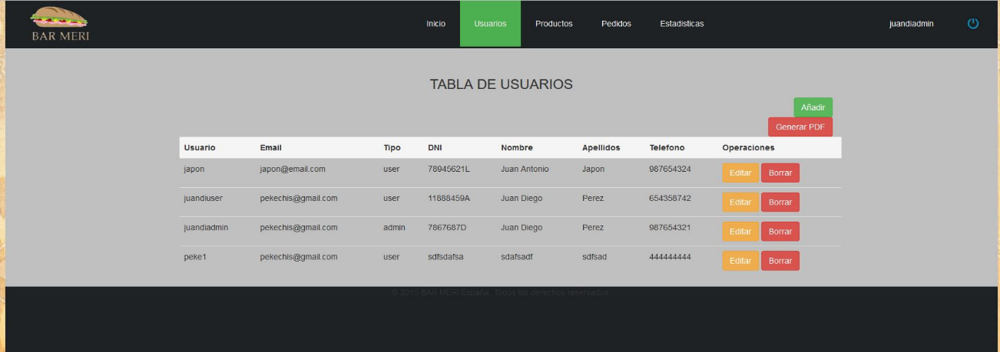 BAR MERI
Inicio Usuarios Productos Pedidos Estadisticas juandiadmin
TABLA DE USUARIOS
Añadir
Generar PDF
Usuario Email Tipo DNI Nombre Apellidos Telefono Operaciones
japon japon@email.com user 78945621L Juan Antonio Japon 987654324 Editar Borrar
juandiuser pekechis@gmail.com user 11888459A Juan Diego Perez 654358742 Editar Borrar
juandiadmin pekechis@gmail.com admin 7867687D Juan Diego Perez 987654321 Editar Borrar
peke1 pekechis@gmail.com user sdfsdafsa sdafsadf sdfsad 444444444 Editar Borrar
© 2015 BAR MERI España. Todos los derechos reservados.